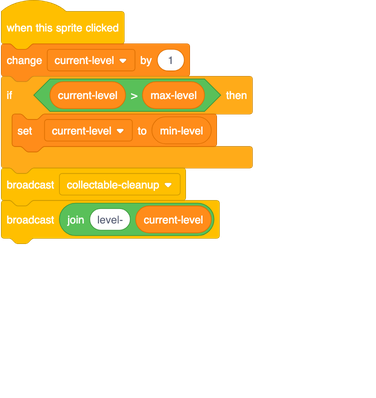 when this sprite clicked
change current-level by 1
if current-level > max-level then
set current-level to min-level
broadcast collectable-cleanup
broadcast join level- current-level